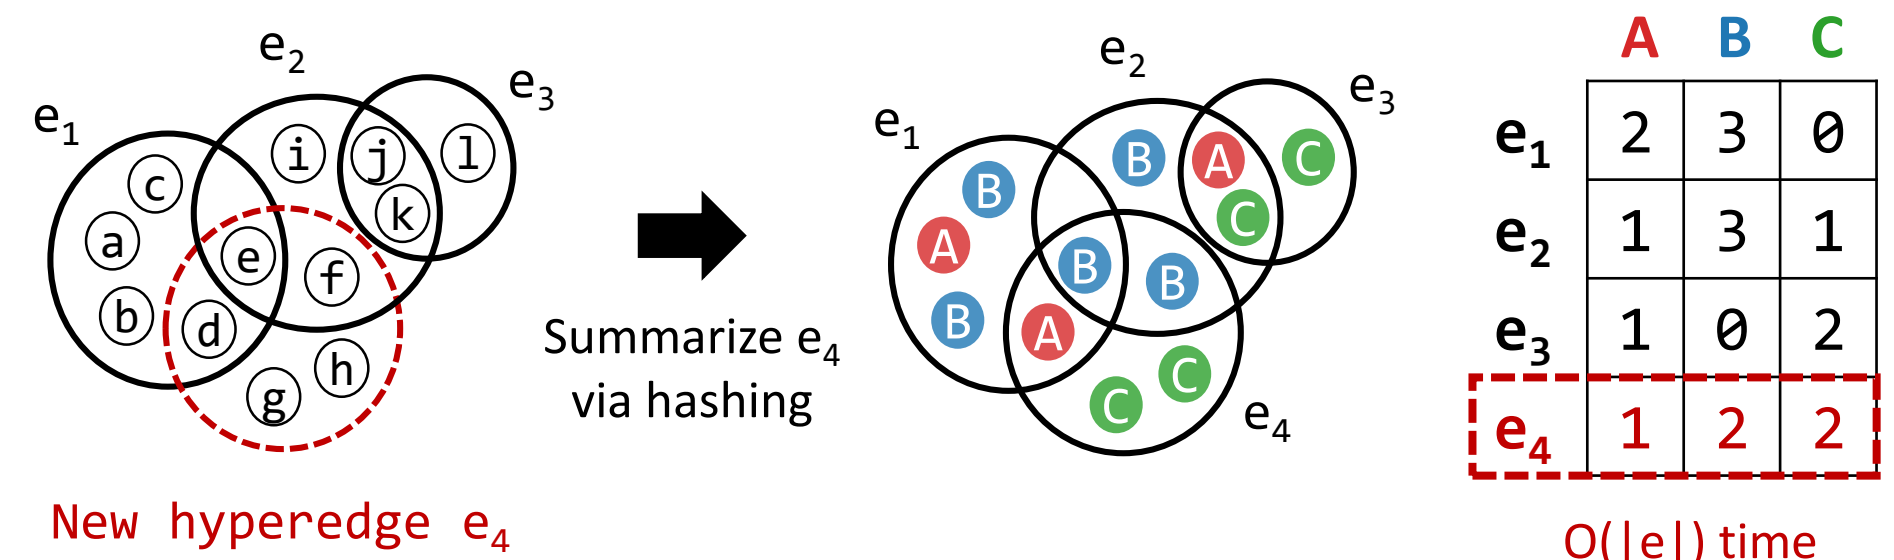 e₁
e₂
e₃
c
a
b
i
j
k
l
e
f
d
h
g
New hyperedge e₄
Summarize e₄
via hashing
e₁
e₂
e₃
B
A
B
B
A
C
C
B
B
A
C
C
e₄
A B C
e₁ 2 3 0
e₂ 1 3 1
e₃ 1 0 2
e₄ 1 2 2
O(|e|) time